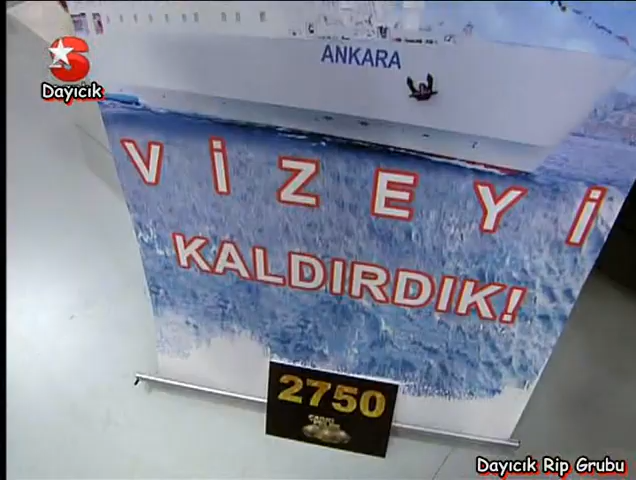 Dayıcık
ANKARA
VİZEYİ
KALDIRDIK!
2750
Dayıcık Rip Grubu